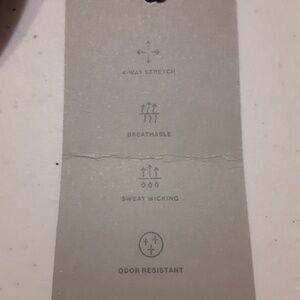 4-WAY STRETCH
BREATHABLE
SWEAT WICKING
ODOR RESISTANT